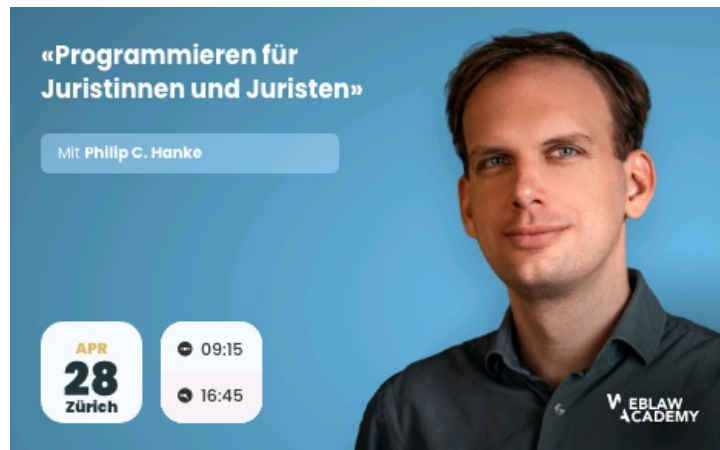 «Programmieren für
Juristinnen und Juristen»
Mit Philip C. Hanke
APR
28
Zürich
09:15
16:45
WEBLAW
ACADEMY